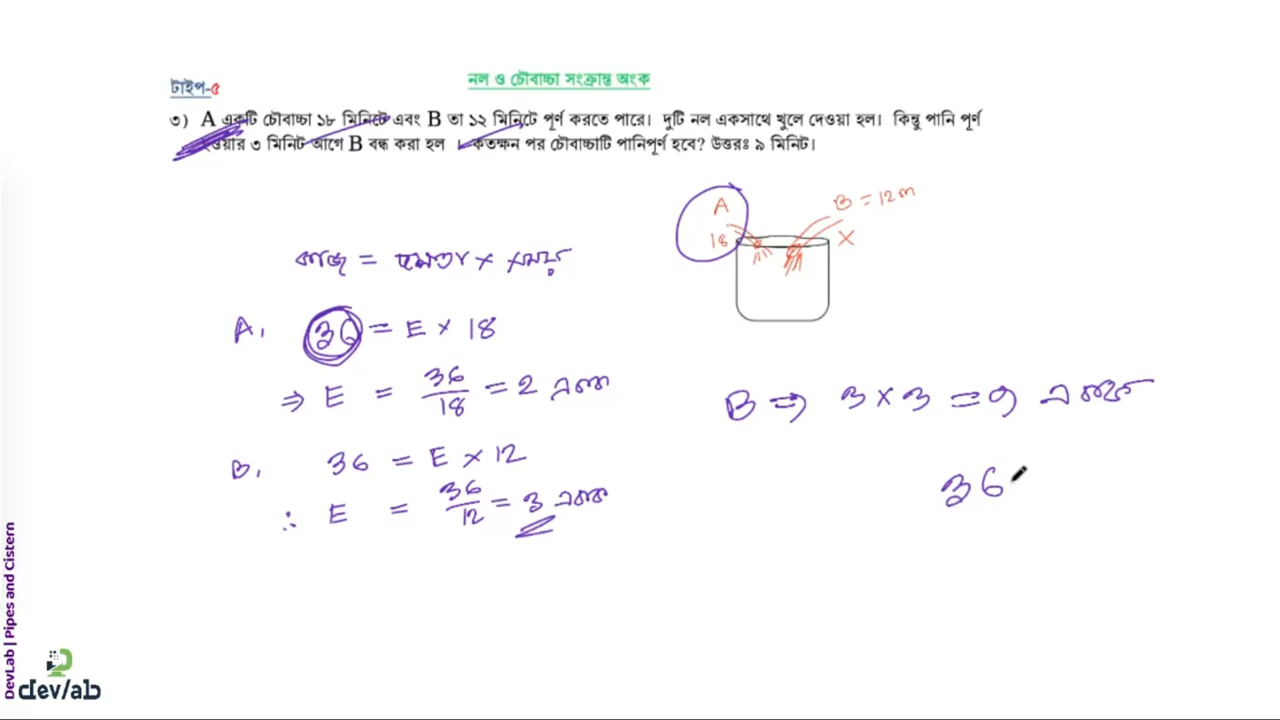 নল ও চৌবাচ্চা সংক্রান্ত অংক
টাইপ-৫
৩) A একটি চৌবাচ্চা ১৮ মিনিটে এবং B তা ১২ মিনিটে পূর্ণ করতে পারে। দুটি নল একসাথে খুলে দেওয়া হল। কিন্তু পানি পূর্ণ
হওয়ার ৩ মিনিট আগে B বন্ধ করা হল । কতক্ষন পর চৌবাচ্চাটি পানিপূর্ণ হবে? উত্তরঃ ৯ মিনিট।
A
18
B = 12m
X
কাজ = ক্ষমতা × সময়
A, 36 = E × 18
⇒ E = 36/18 = 2 একক
B ⇒ 3 × 3 = 9 একক
B, 36 = E × 12
∴ E = 36/12 = 3 একক
36
DevLab | Pipes and Cistern
dev/ab